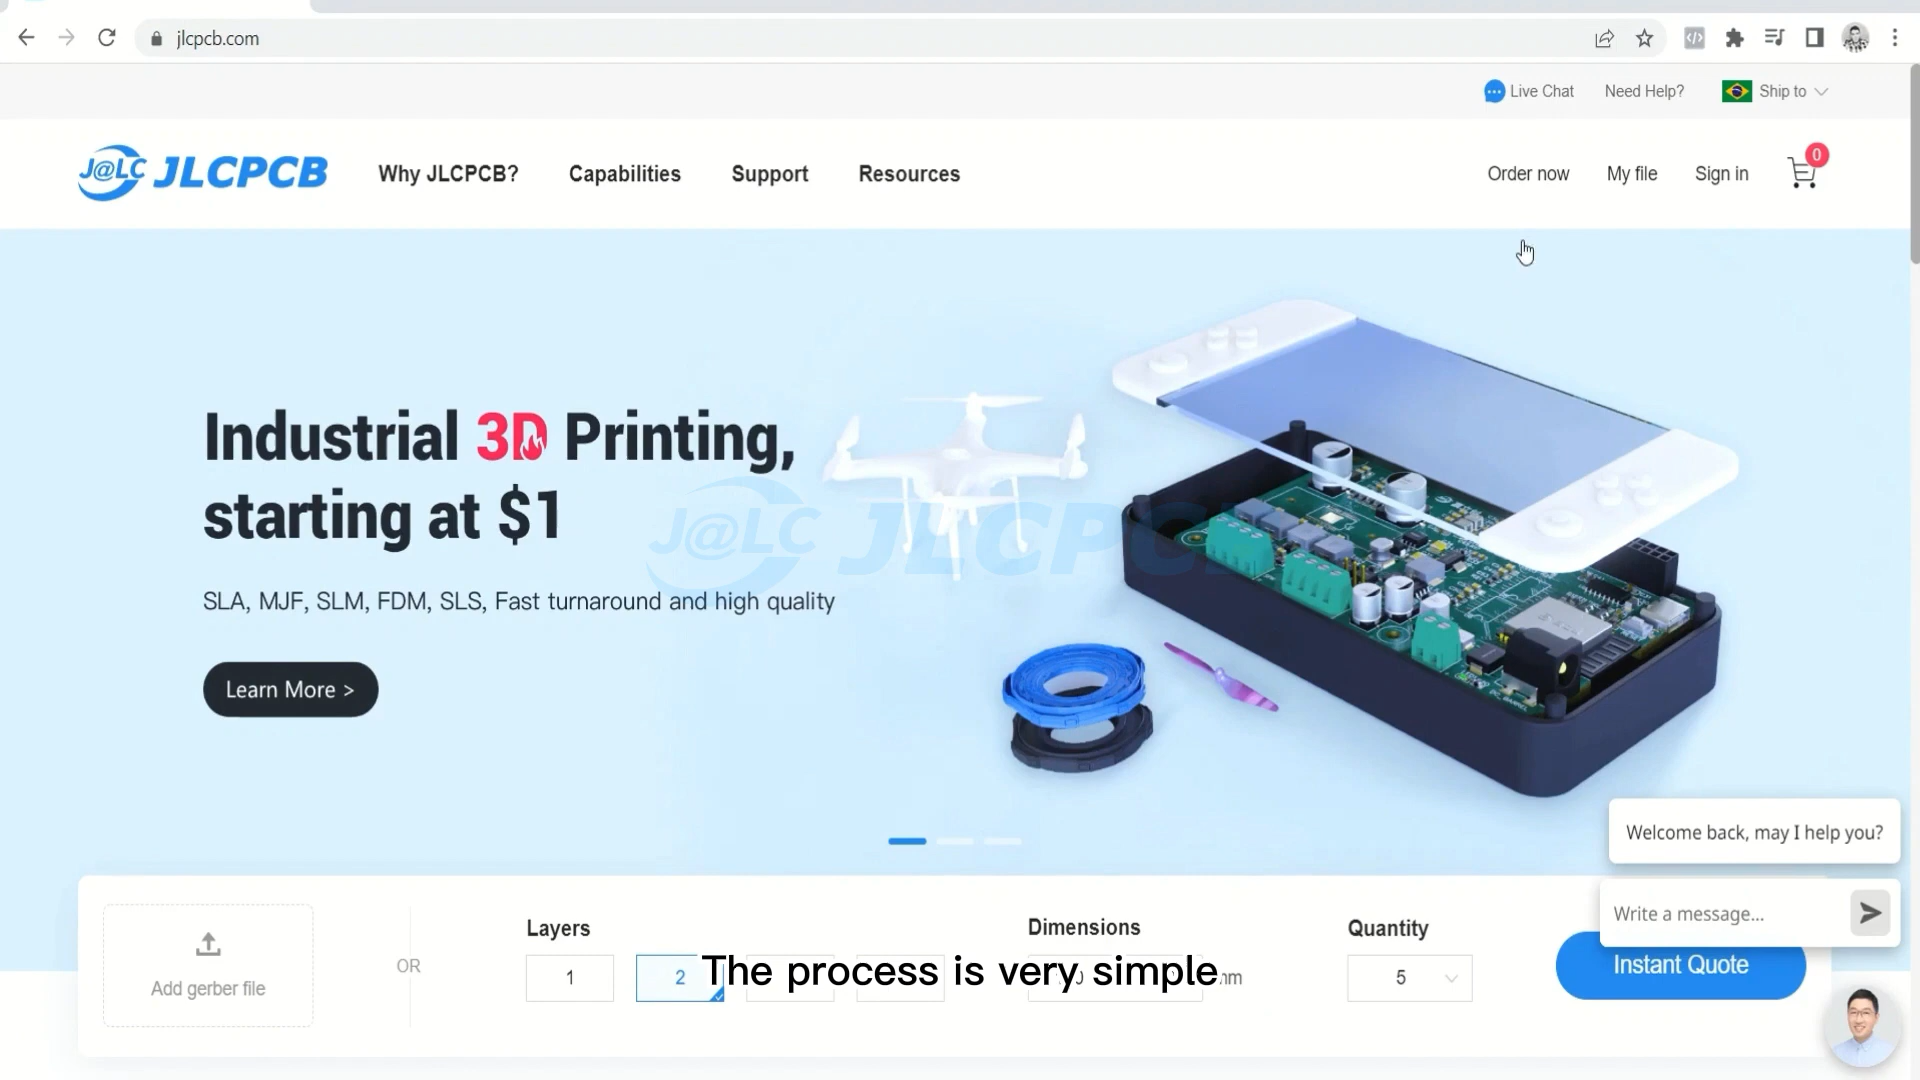 jlcpcb.com
Live Chat
Need Help?
Ship to
J@LC JLCPCB
Why JLCPCB?
Capabilities
Support
Resources
Order now
My file
Sign in
0
Industrial 3D Printing,
starting at $1
J@LC JLCPC
SLA, MJF, SLM, FDM, SLS, Fast turnaround and high quality
Learn More >
Welcome back, may I help you?
Write a message...
Add gerber file
OR
Layers
1
2
Dimensions
Quantity
5
Instant Quote
The process is very simple